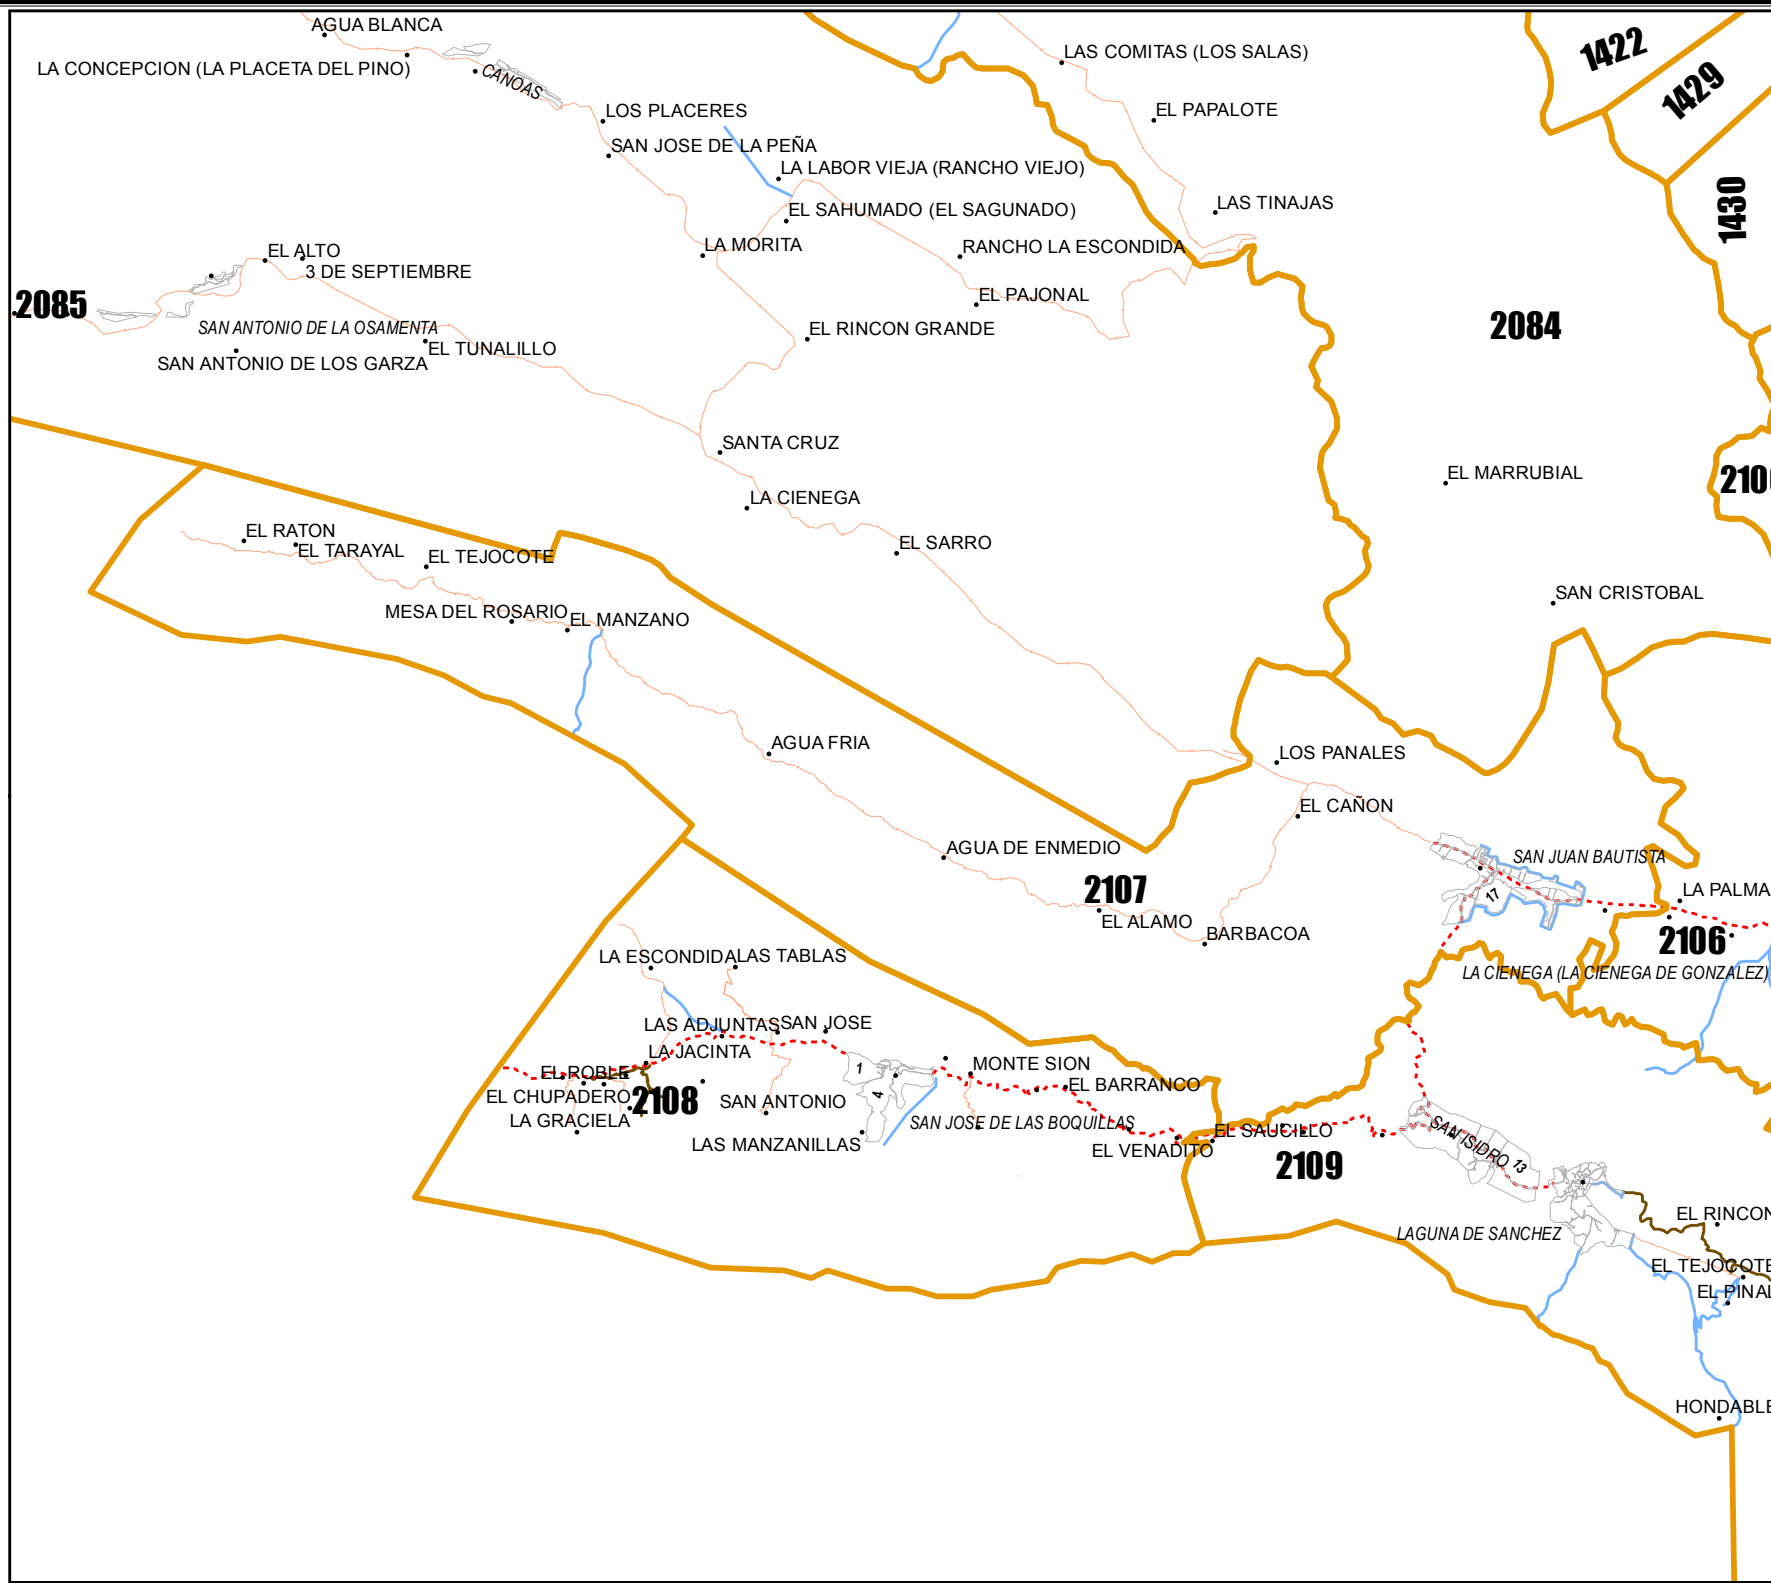 AGUA BLANCA
LA CONCEPCION (LA PLACETA DEL PINO)
CANOAS
LAS COMITAS (LOS SALAS)
1422
1429
EL PAPALOTE
LOS PLACERES
SAN JOSE DE LA PEÑA
LA LABOR VIEJA (RANCHO VIEJO)
EL SAHUMADO (EL SAGUNADO)
LAS TINAJAS
1430
LA MORITA
RANCHO LA ESCONDIDA
EL ALTO
3 DE SEPTIEMBRE
2085
EL PAJONAL
SAN ANTONIO DE LA OSAMENTA
EL RINCON GRANDE
2084
EL TUNALILLO
SAN ANTONIO DE LOS GARZA
SANTA CRUZ
EL MARRUBIAL
210
LA CIENEGA
EL RATON
EL TARAYAL
EL TEJOCOTE
EL SARRO
SAN CRISTOBAL
MESA DEL ROSARIO
EL MANZANO
AGUA FRIA
LOS PANALES
EL CAÑON
AGUA DE ENMEDIO
SAN JUAN BAUTISTA
17
2107
LA PALMA
EL ALAMO
BARBACOA
2106
LA ESCONDIDA
LAS TABLAS
LA CIENEGA (LA CIENEGA DE GONZALEZ)
LAS ADJUNTAS
SAN JOSE
LA JACINTA
1
MONTE SION
EL ROBLE
EL BARRANCO
4
EL CHUPADERO
2108
SAN ANTONIO
LA GRACIELA
SAN JOSE DE LAS BOQUILLAS
EL SAUCILLO
SAN ISIDRO
13
LAS MANZANILLAS
EL VENADITO
2109
EL RINCON
LAGUNA DE SANCHEZ
EL TEJOCOTE
EL PINAL
HONDABLE